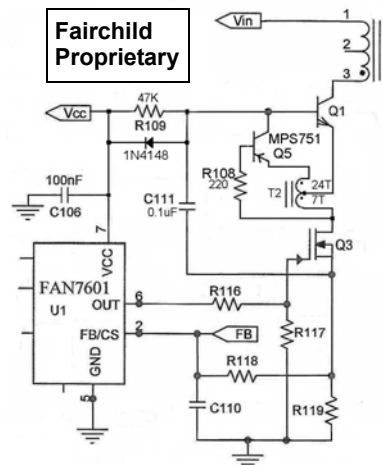 Fairchild
Proprietary
Vin
1
2
3
47K
R109
Vcc
Q1
MPS751
Q5
1N4148
R108
220
100nF
C106
C111
0.1uF
T2
24T
7T
7
VCC
Q3
FAN7601
U1
OUT
6
R116
FB/CS
2
FB
R117
R118
GND
5
C110
R119